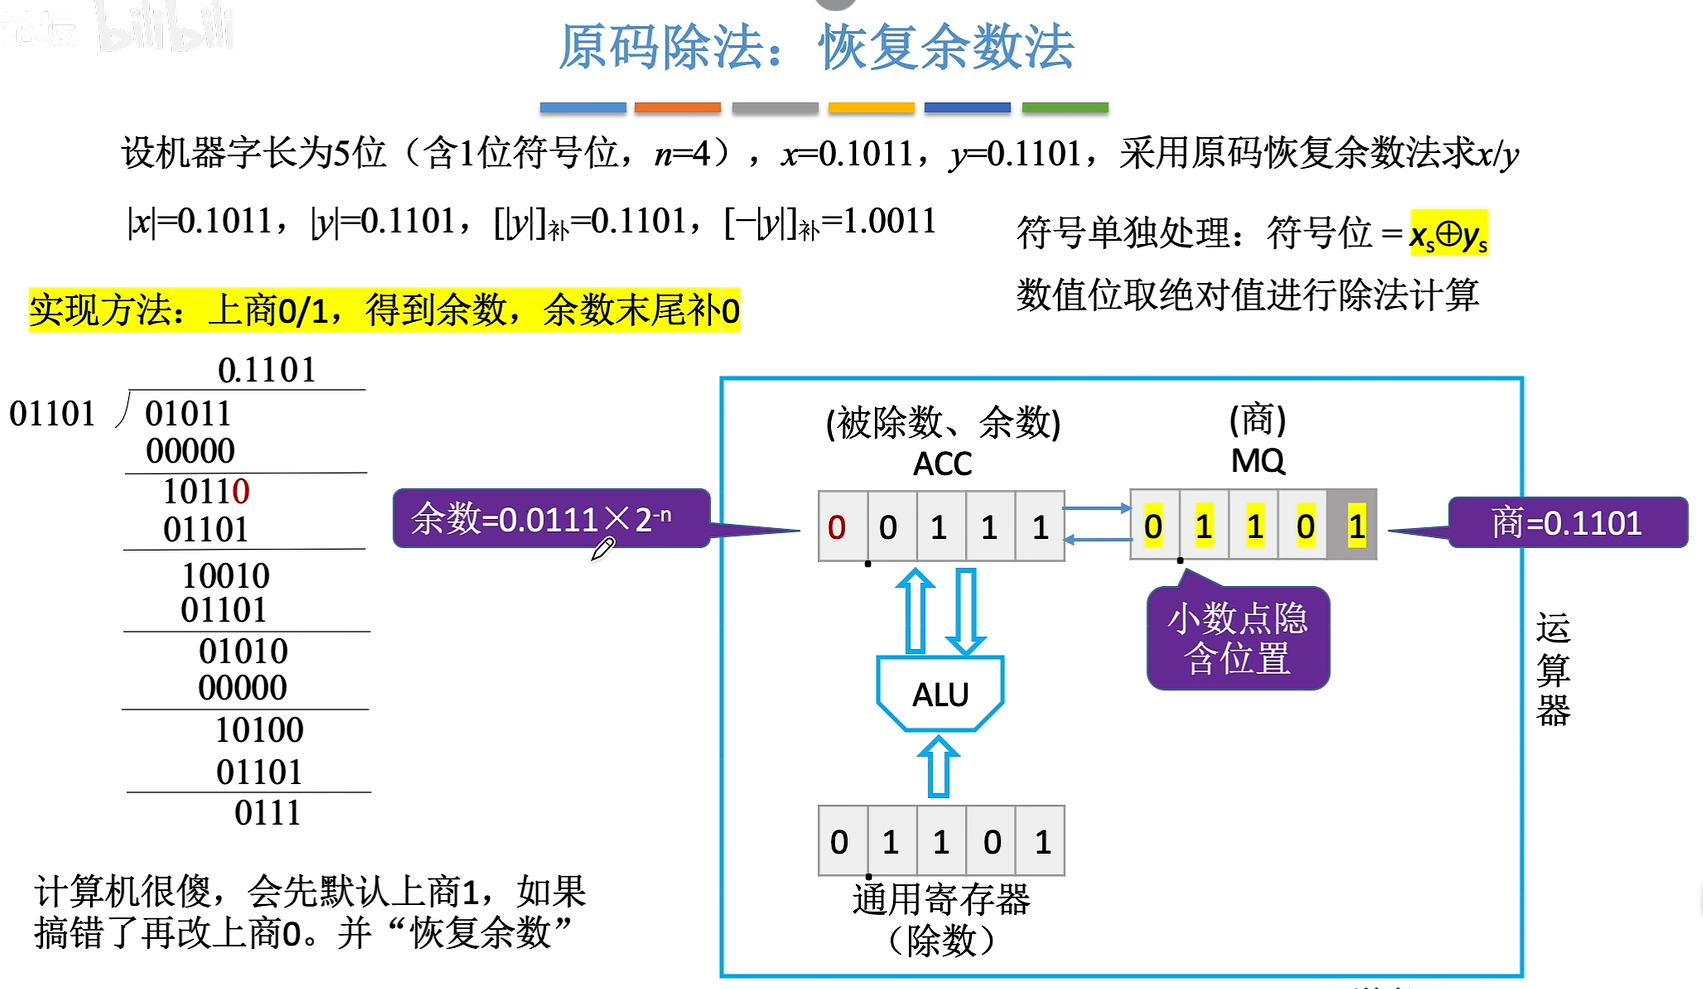 bilibili
原码除法：恢复余数法
设机器字长为5位（含1位符号位，n=4），x=0.1011，y=0.1101，采用原码恢复余数法求x/y
|x|=0.1011，|y|=0.1101，[|y|]补=0.1101，[−|y|]补=1.0011
符号单独处理：符号位 = xs⊕ys
数值位取绝对值进行除法计算
实现方法：上商0/1，得到余数，余数末尾补0
0.1101
01101 01011
00000
10110
01101
10010
01101
01010
00000
10100
01101
0111
计算机很傻，会先默认上商1，如果
搞错了再改上商0。并“恢复余数”
余数=0.0111×2-n
(被除数、余数)
ACC
0 0 1 1 1
(商)
MQ
0 1 1 0 1
商=0.1101
小数点隐
含位置
ALU
0 1 1 0 1
通用寄存器
（除数）
运
算
器